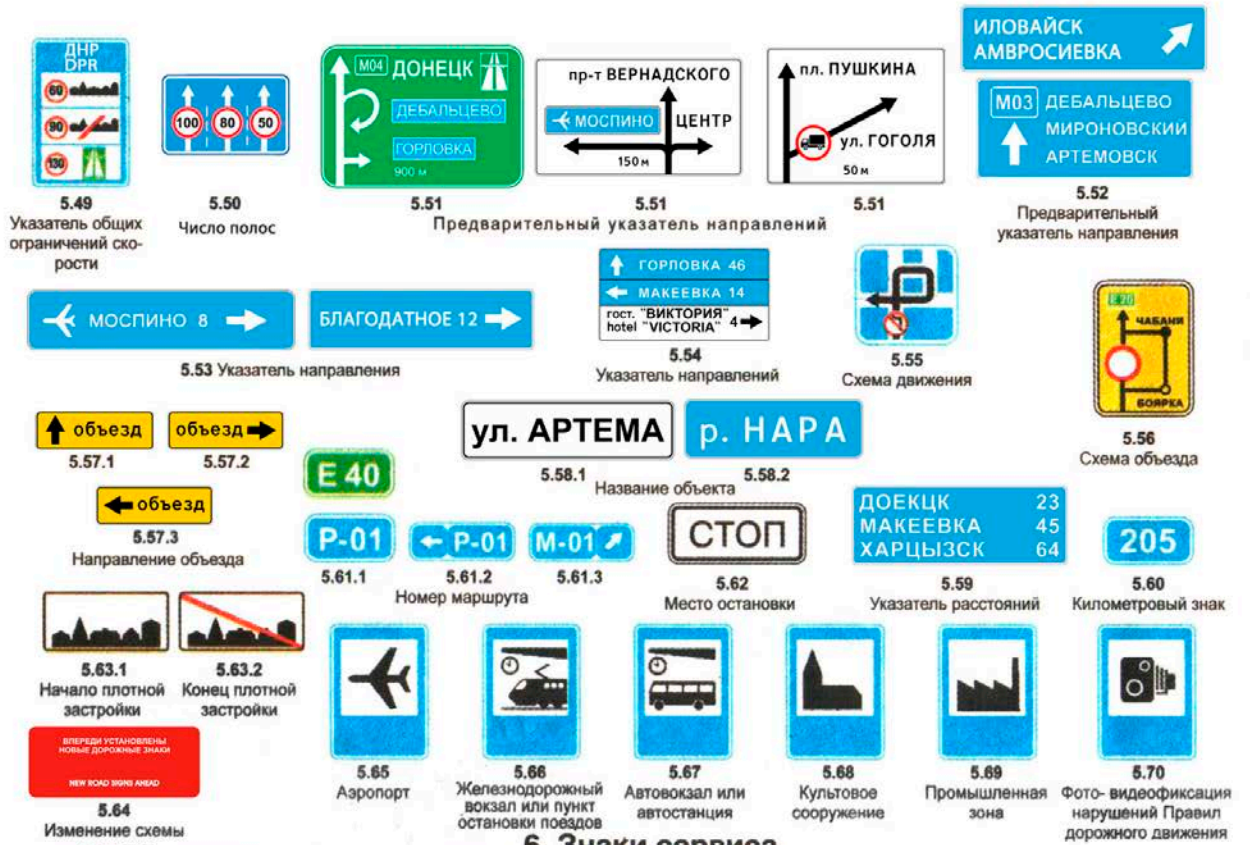 ДНР
DPR
60
90
130
5.49
Указатель общих
ограничений ско-
рости
100 80 50
5.50
Число полос
М04 ДОНЕЦК
ДЕБАЛЬЦЕВО
ГОРЛОВКА
900 м
5.51
пр-т ВЕРНАДСКОГО
МОСПИНО
ЦЕНТР
150 м
5.51
пл. ПУШКИНА
ул. ГОГОЛЯ
50 м
5.51
Предварительный указатель направлений
ИЛОВАЙСК
АМВРОСИЕВКА
М03 ДЕБАЛЬЦЕВО
МИРОНОВСКИЙ
АРТЕМОВСК
5.52
Предварительный
указатель направления
МОСПИНО 8
БЛАГОДАТНОЕ 12
5.53 Указатель направления
ГОРЛОВКА 46
МАКЕЕВКА 14
гост. "ВИКТОРИЯ"
hotel "VICTORIA" 4
5.54
Указатель направлений
5.55
Схема движения
E 20
ЧАБАНИ
БОЯРКА
5.56
Схема объезда
объезд
5.57.1
объезд
5.57.2
объезд
5.57.3
Направление объезда
E 40
ул. АРТЕМА
5.58.1
р. НАРА
5.58.2
Название объекта
Р-01
5.61.1
Р-01
5.61.2
М-01
5.61.3
Номер маршрута
СТОП
5.62
Место остановки
ДОЕКЦК 23
МАКЕЕВКА 45
ХАРЦЫЗСК 64
5.59
Указатель расстояний
205
5.60
Километровый знак
5.63.1
Начало плотной
застройки
5.63.2
Конец плотной
застройки
ВПЕРЕДИ УСТАНОВЛЕНЫ
НОВЫЕ ДОРОЖНЫЕ ЗНАКИ
NEW ROAD SIGNS AHEAD
5.64
Изменение схемы
5.65
Аэропорт
5.66
Железнодорожный
вокзал или пункт
остановки поездов
5.67
Автовокзал или
автостанция
5.68
Культовое
сооружение
5.69
Промышленная
зона
5.70
Фото- видеофиксация
нарушений Правил
дорожного движения
6. Знаки сервиса